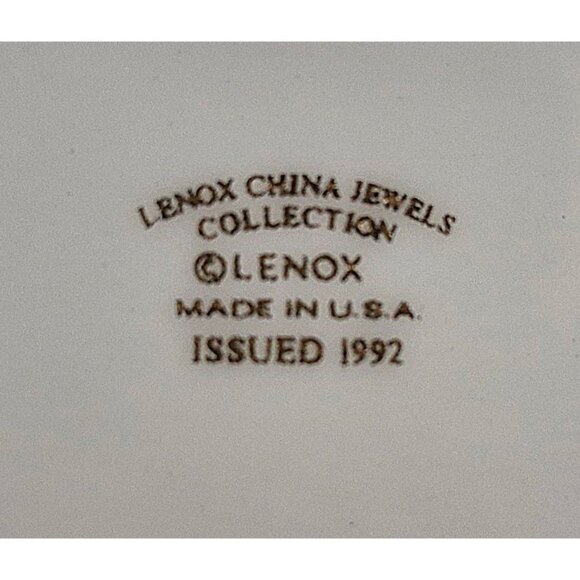 LENOX CHINA JEWELS
COLLECTION
©LENOX
MADE IN U.S.A.
ISSUED 1992